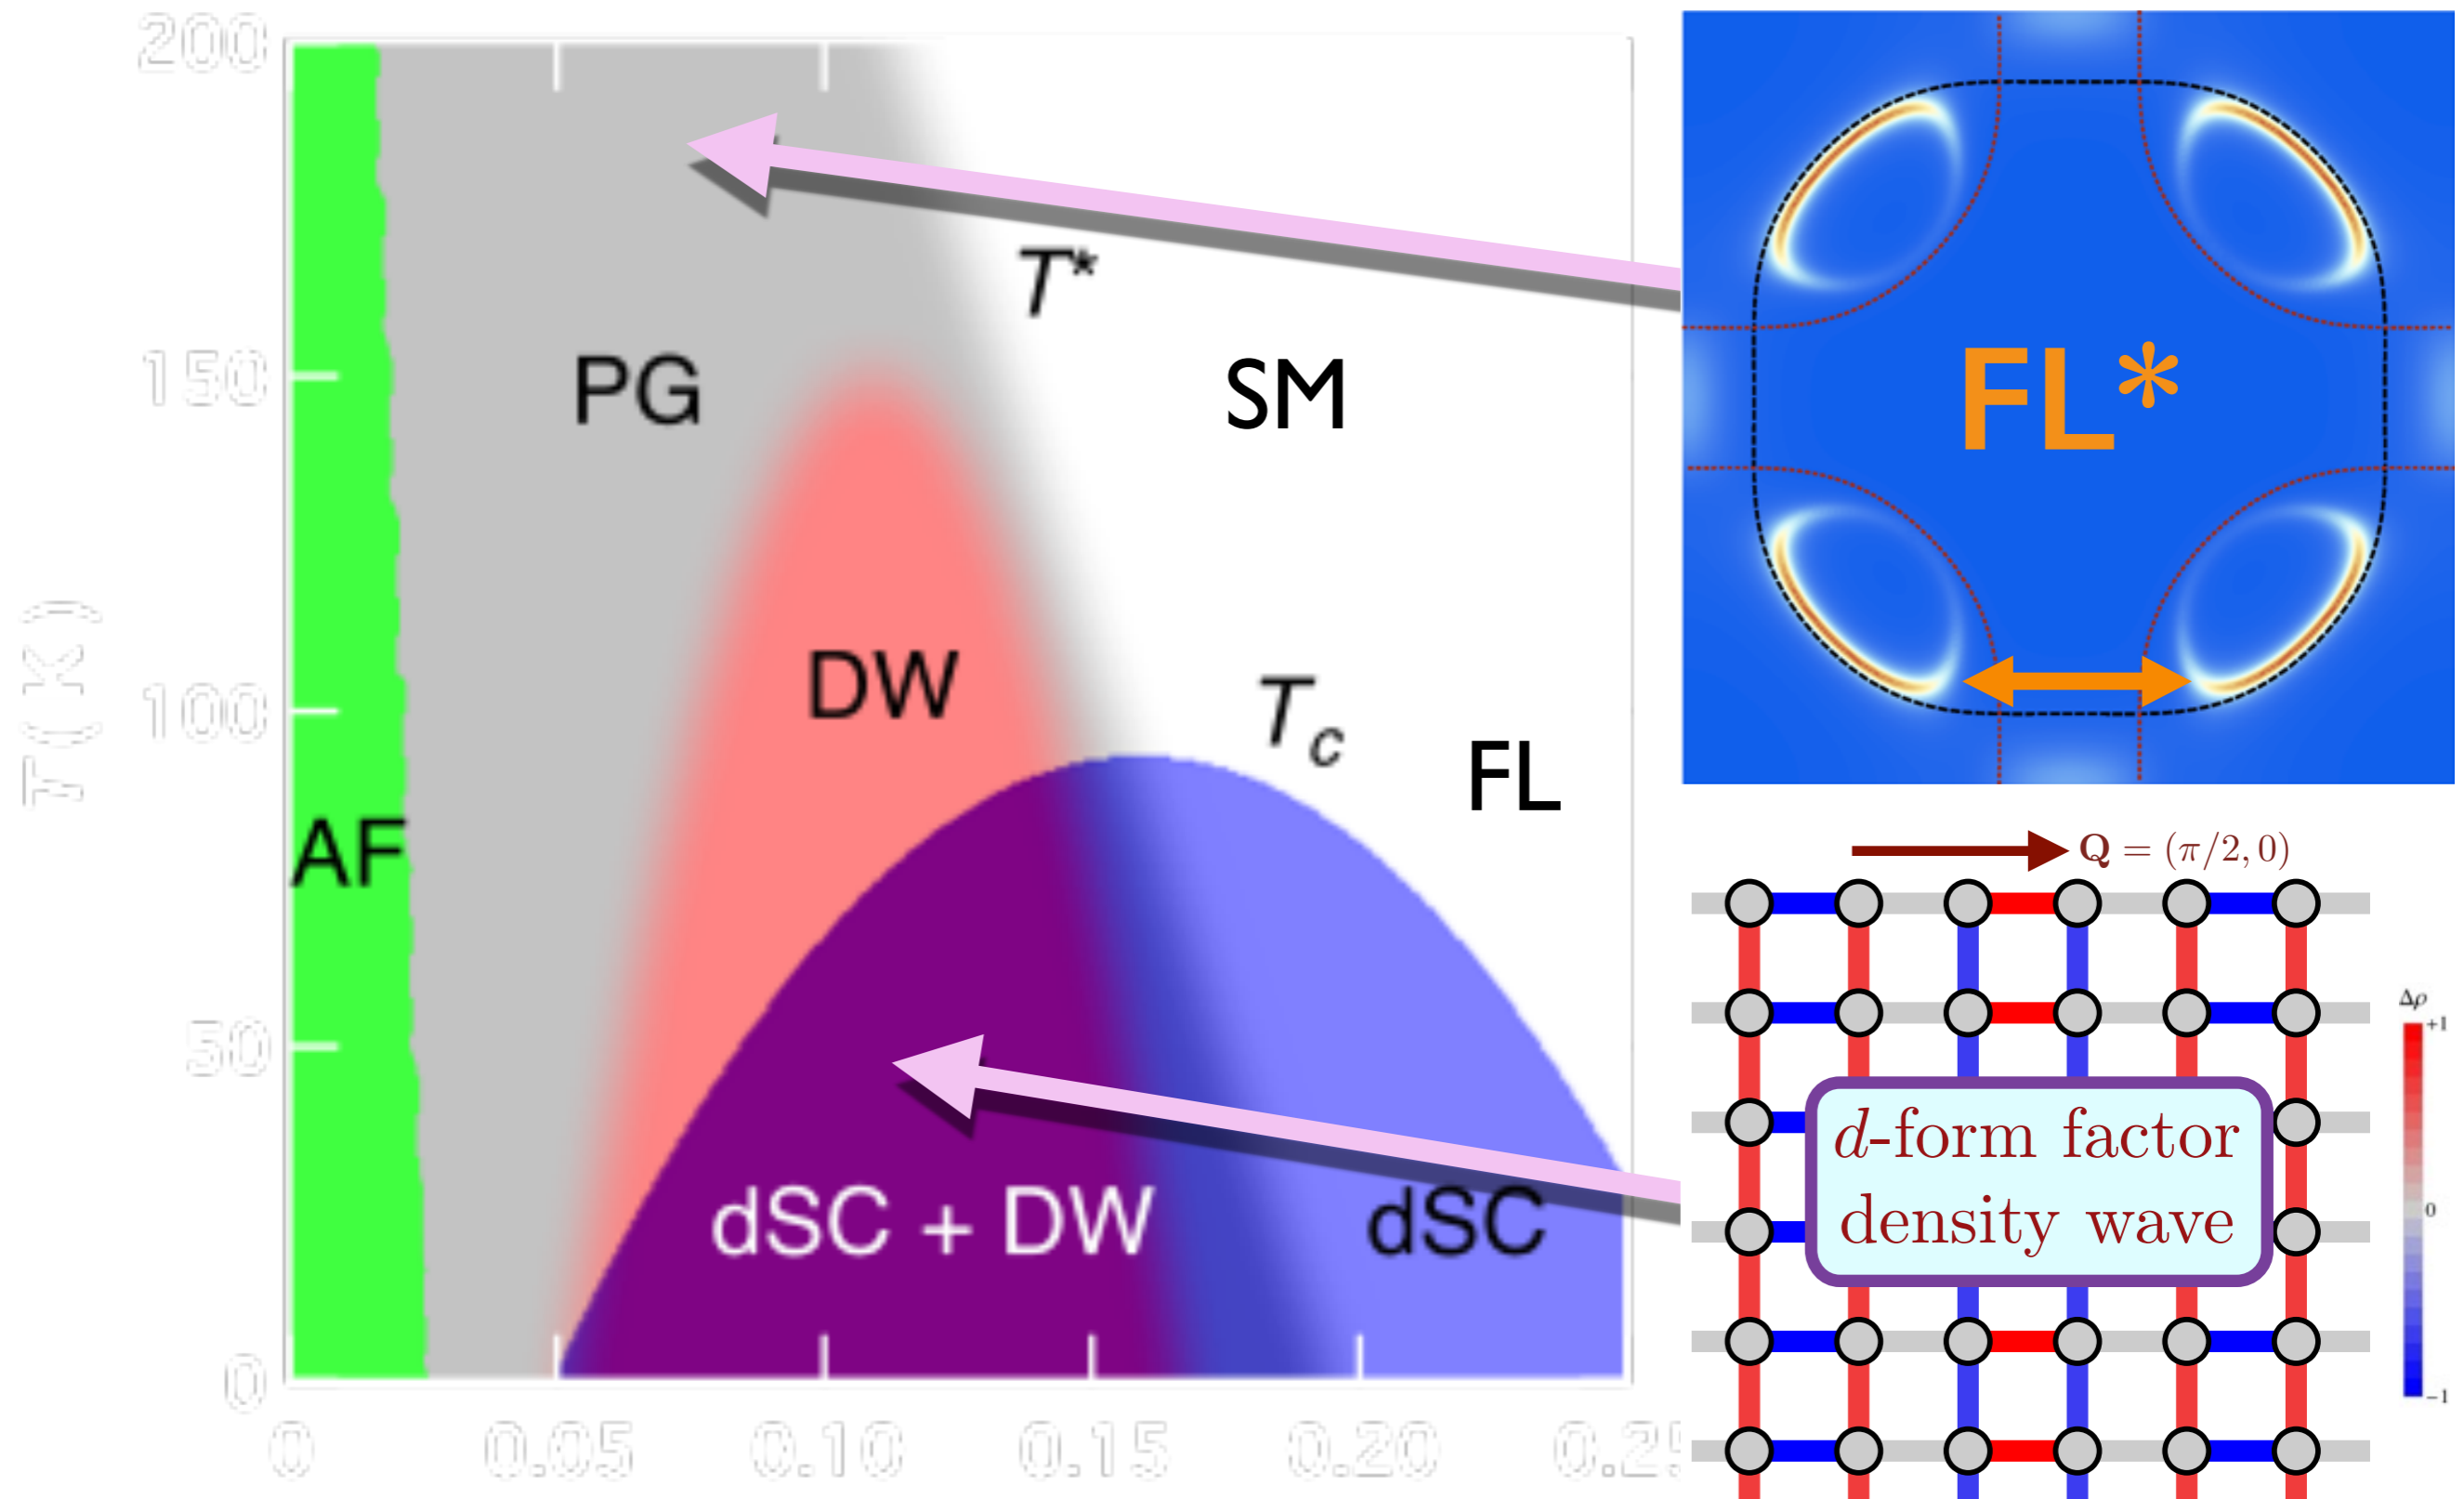 200
150
100
50
0
T(K)
0
0.05
0.10
0.15
0.20
T*
PG
SM
DW
T_c
FL
AF
dSC + DW
dSC
FL*
Q = (π/2, 0)
d-form factor
density wave
Δρ
+1
0
−1